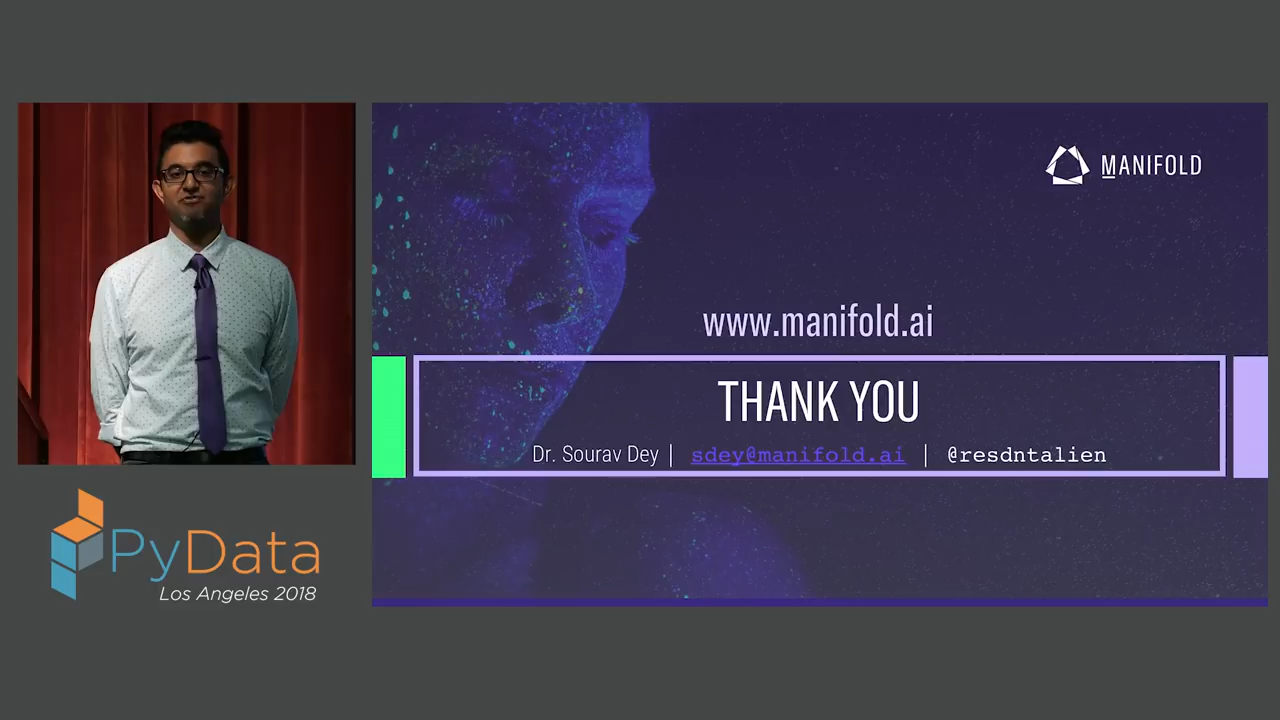 MANIFOLD
www.manifold.ai
THANK YOU
Dr. Sourav Dey | sdey@manifold.ai | @resdntalien
PyData
Los Angeles 2018